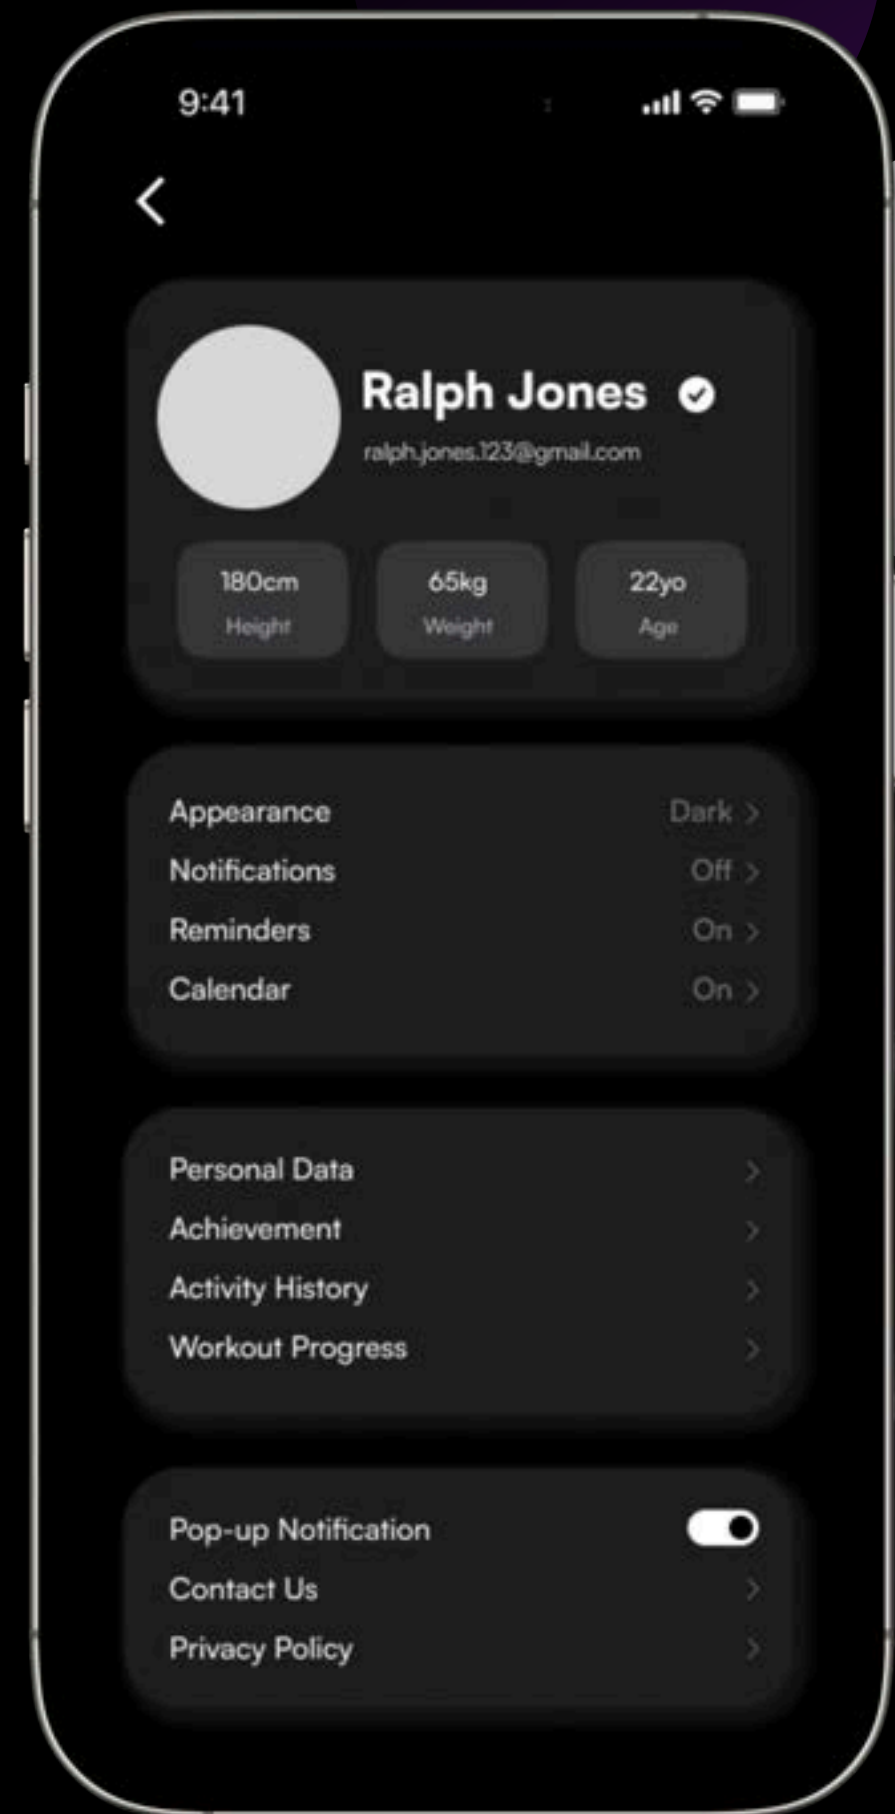 9:41
Ralph Jones
ralph.jones.123@gmail.com
180cm 65kg 22yo
Height Weight Age
Appearance Dark >
Notifications Off >
Reminders On >
Calendar On >
Personal Data >
Achievement >
Activity History >
Workout Progress >
Pop-up Notification
Contact Us >
Privacy Policy >